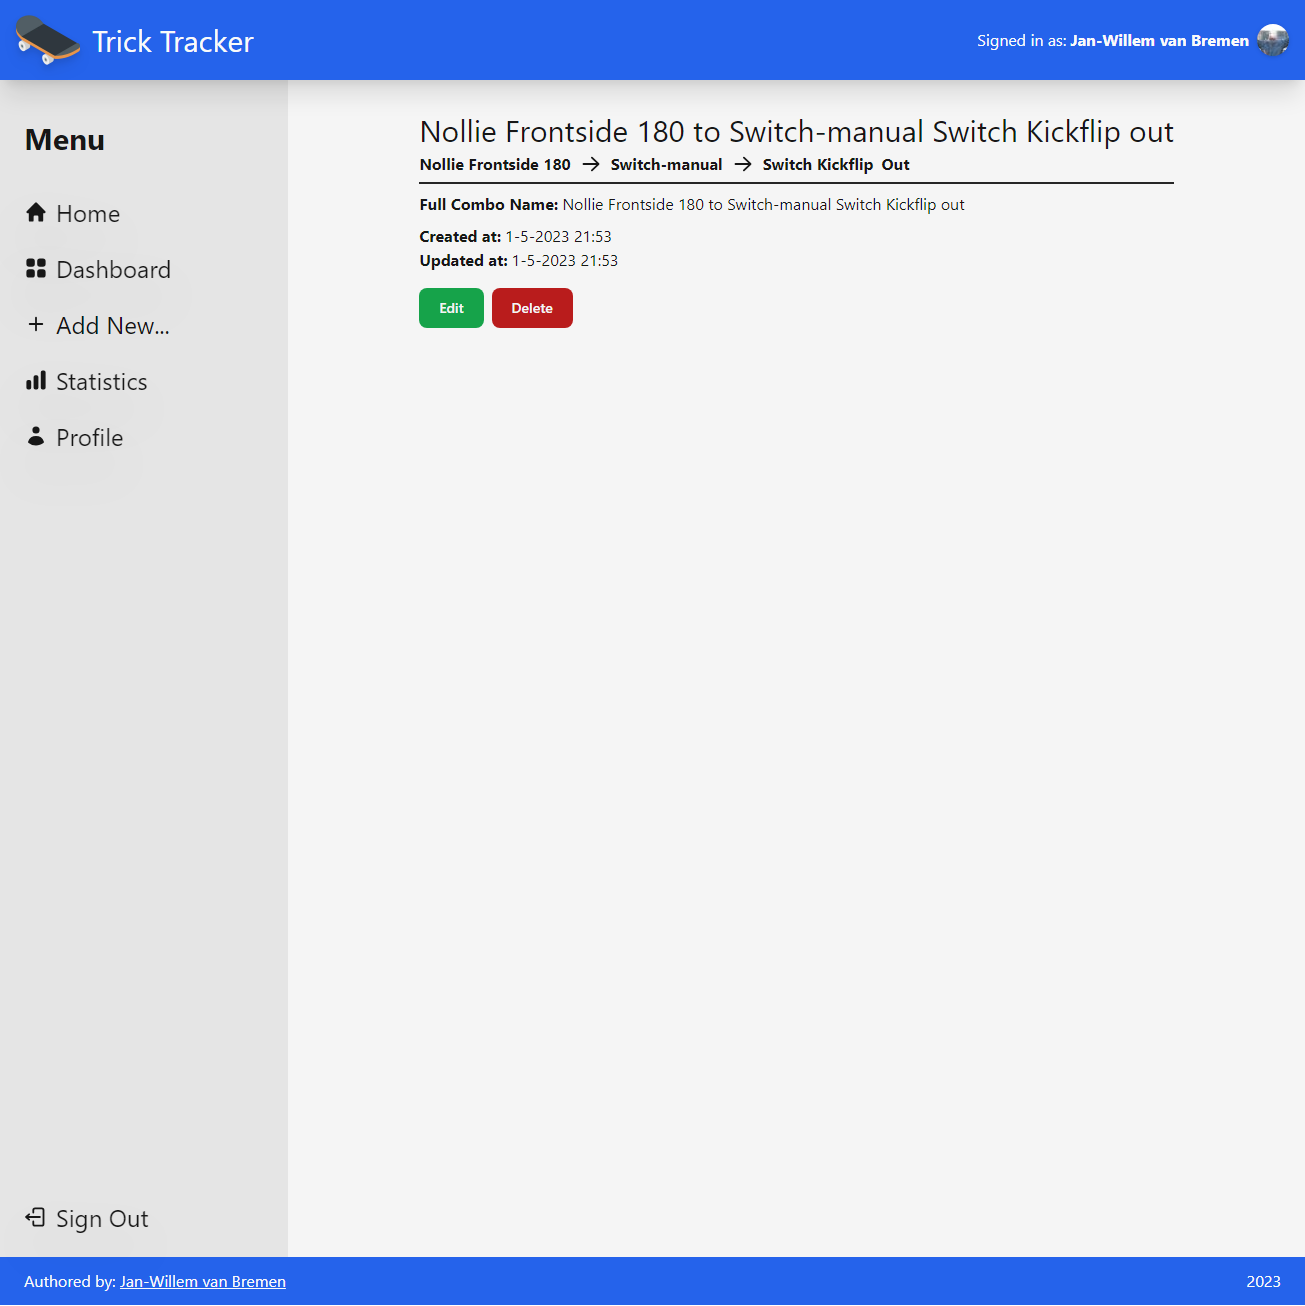 Trick Tracker
Signed in as: Jan-Willem van Bremen
Menu
Home
Dashboard
Add New...
Statistics
Profile
Sign Out
Nollie Frontside 180 to Switch-manual Switch Kickflip out
Nollie Frontside 180 → Switch-manual → Switch Kickflip Out
Full Combo Name: Nollie Frontside 180 to Switch-manual Switch Kickflip out
Created at: 1-5-2023 21:53
Updated at: 1-5-2023 21:53
Edit Delete
Authored by: Jan-Willem van Bremen
2023